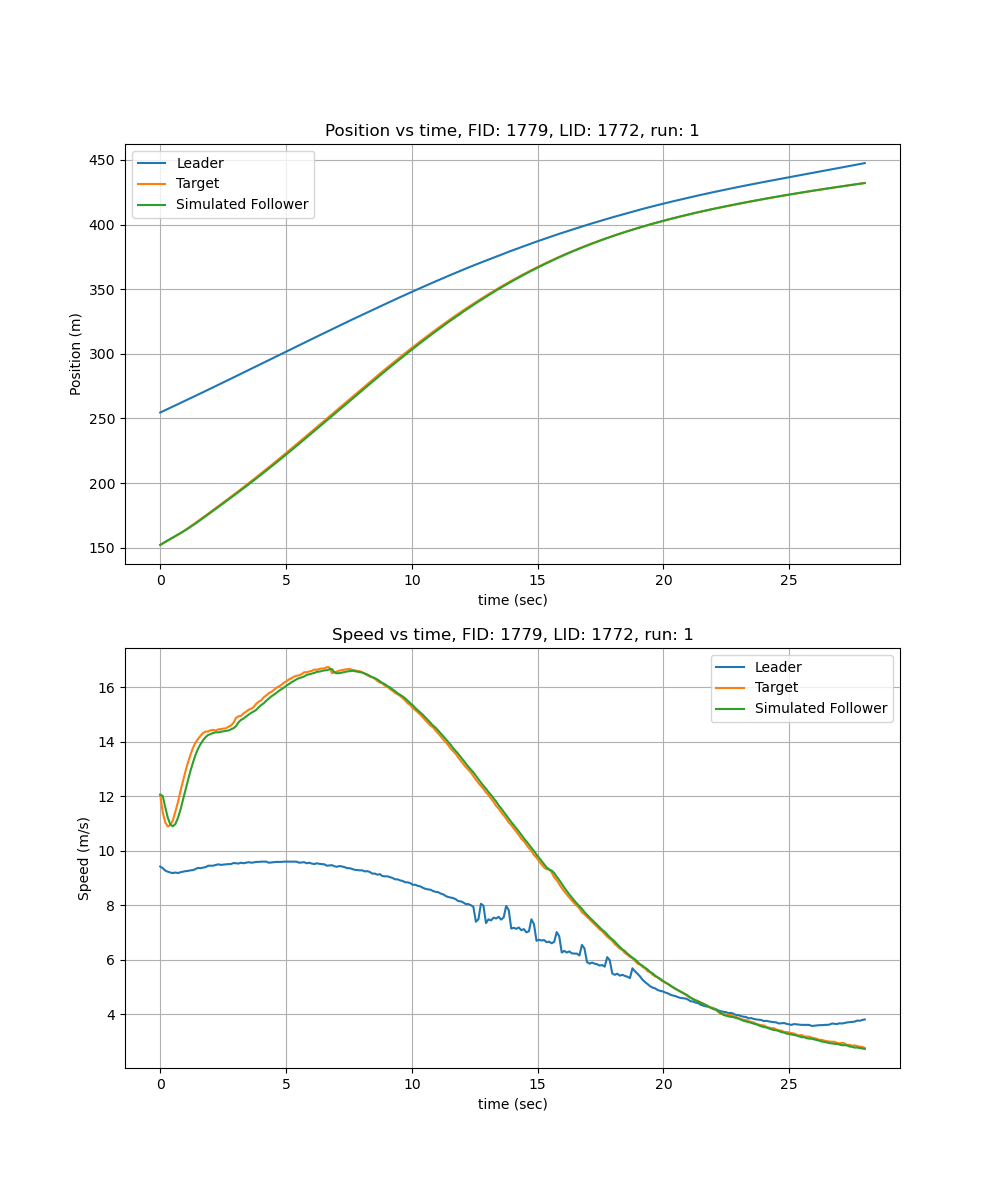 Position vs time, FID: 1779, LID: 1772, run: 1
Leader
Target
Simulated Follower
450
400
350
300
250
200
150
Position (m)
0 5 10 15 20 25
time (sec)
Speed vs time, FID: 1779, LID: 1772, run: 1
Leader
Target
Simulated Follower
16
14
12
10
8
6
4
Speed (m/s)
0 5 10 15 20 25
time (sec)